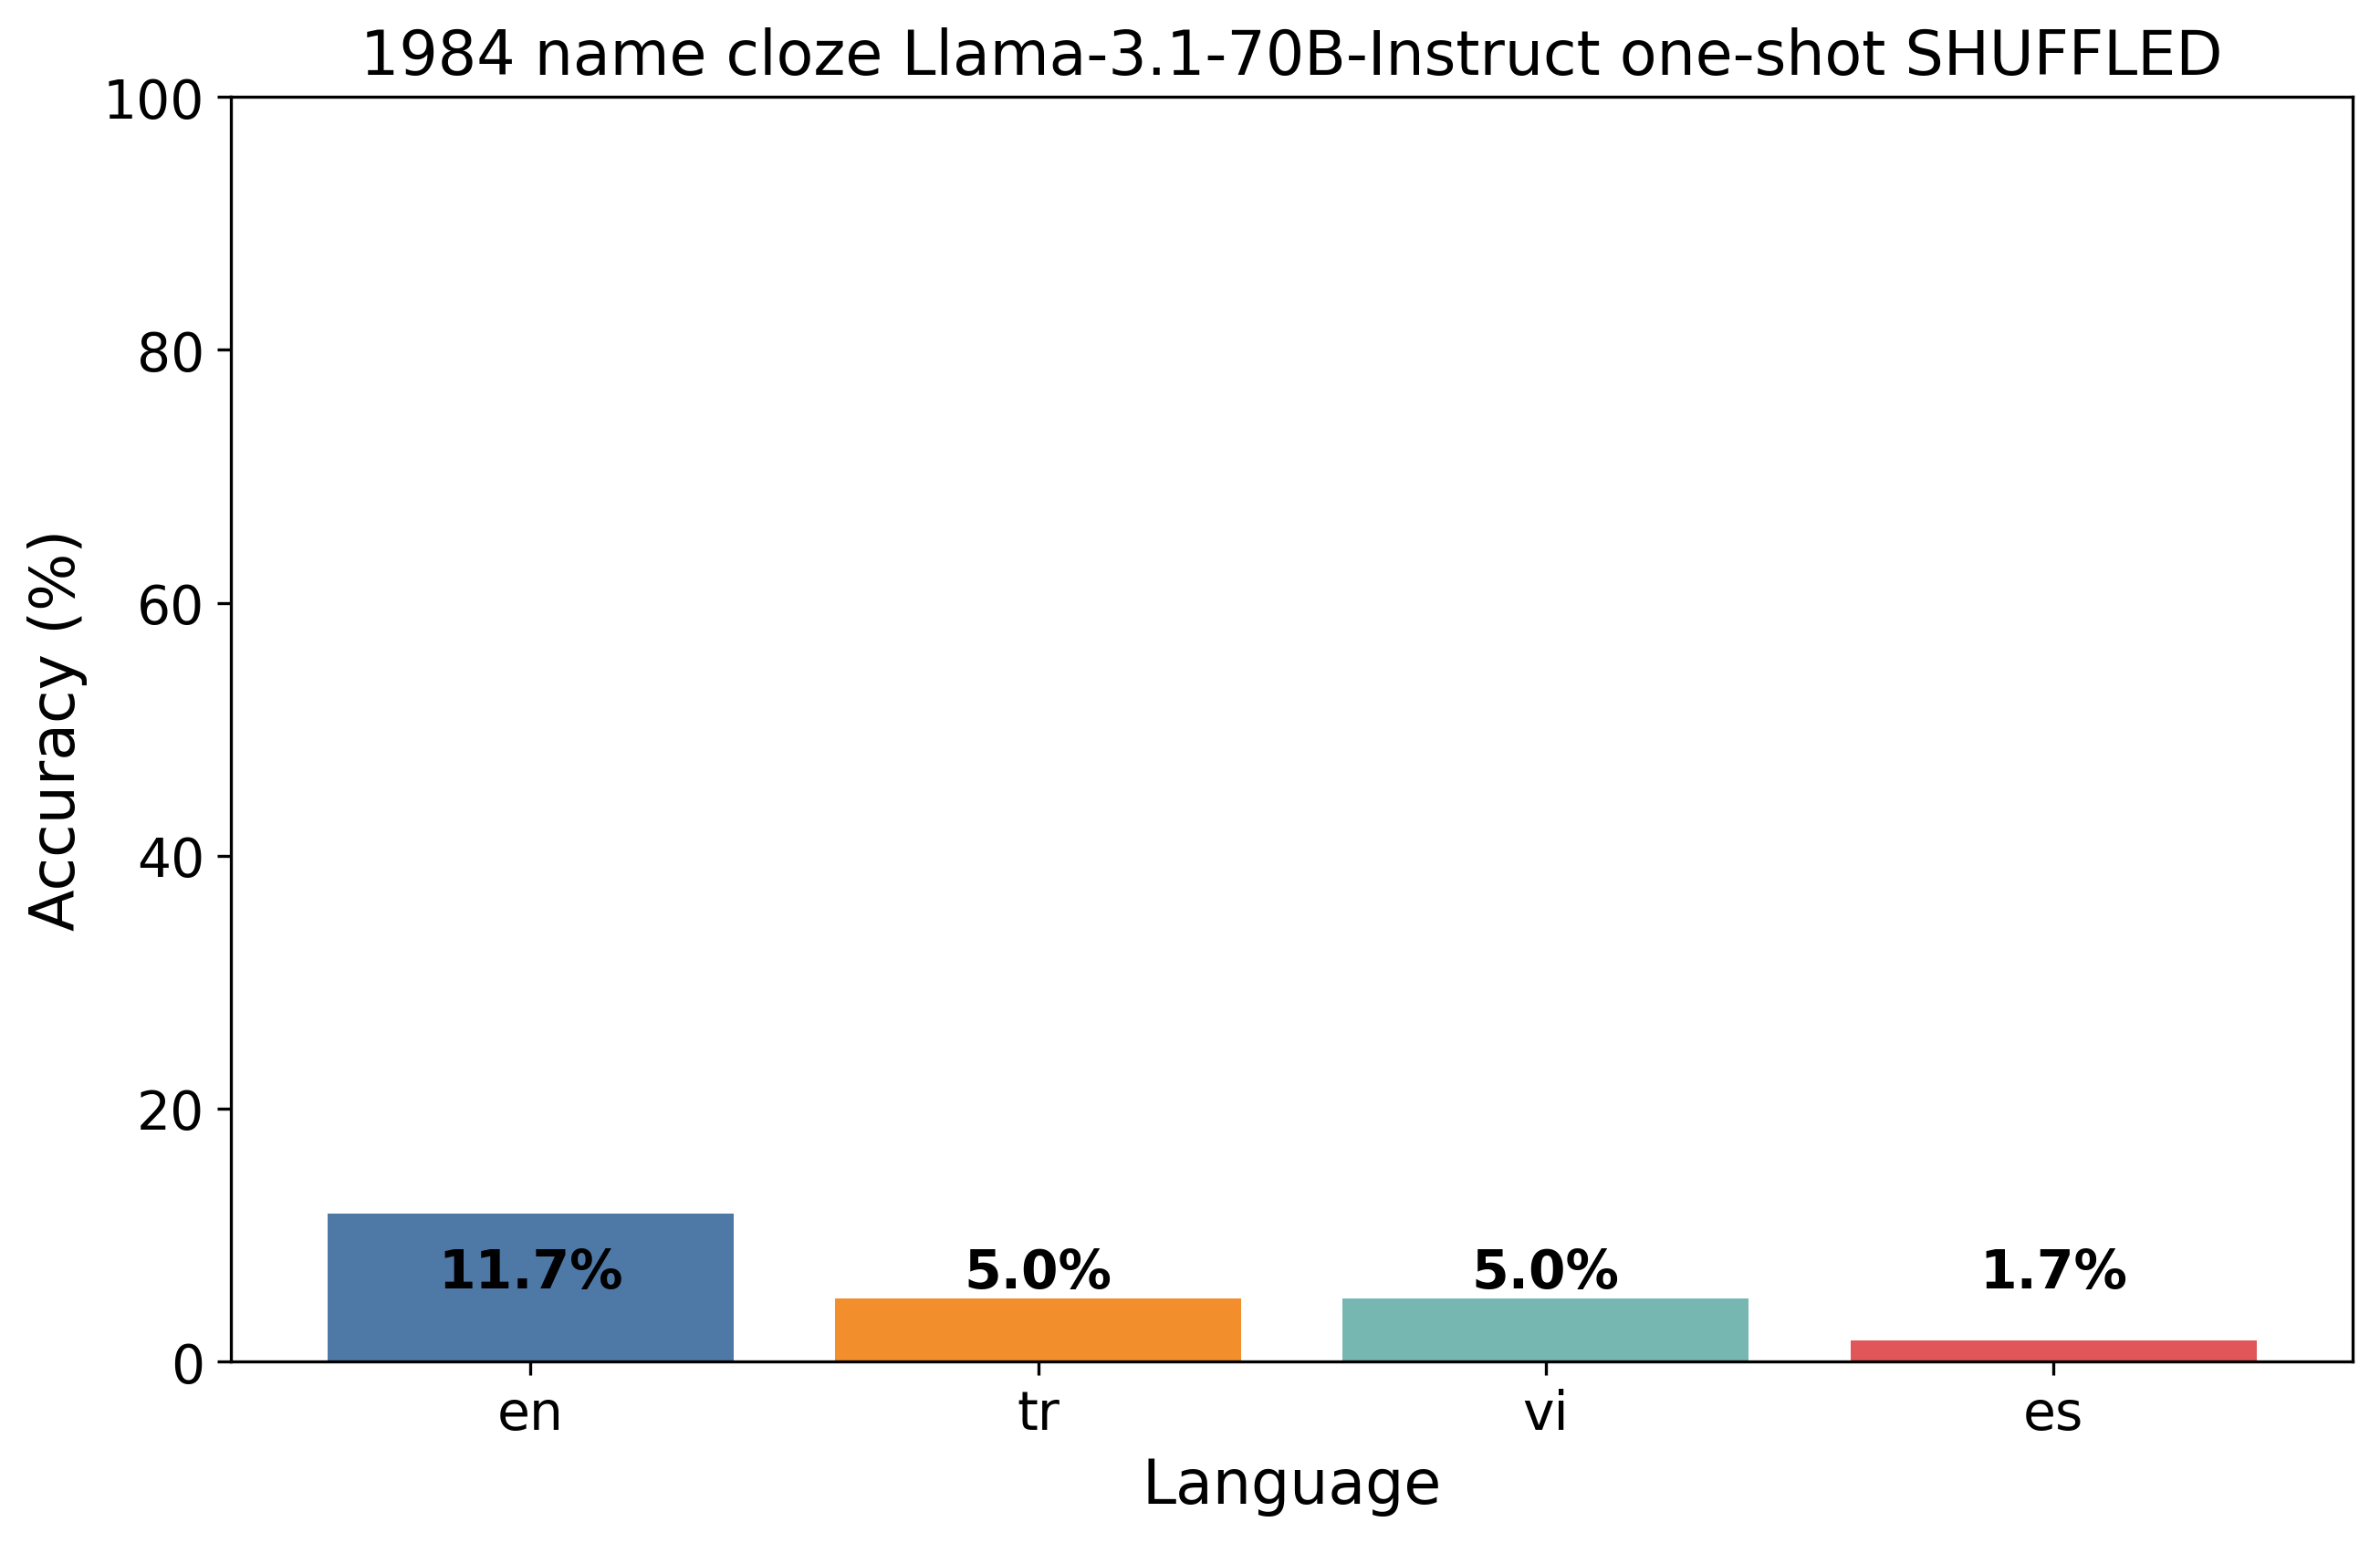 1984 name cloze Llama-3.1-70B-Instruct one-shot SHUFFLED
Accuracy (%)
100
80
60
40
20
0
11.7%
5.0%
5.0%
1.7%
en
tr
vi
es
Language